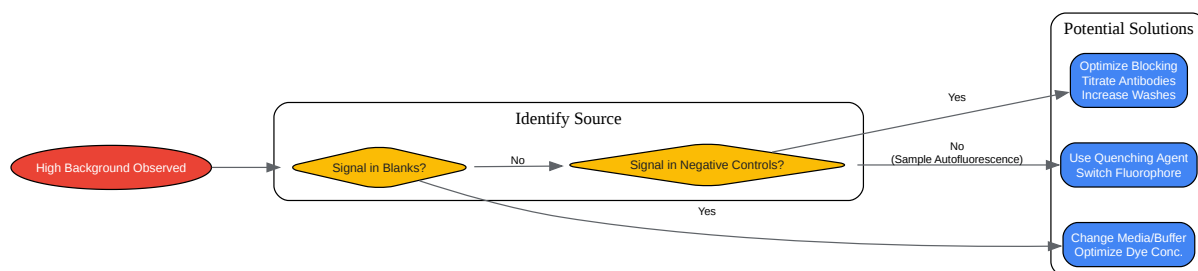 Potential Solutions
Optimize Blocking
Titrate Antibodies
Increase Washes
Yes
Identify Source
High Background Observed
Signal in Blanks?
No
Signal in Negative Controls?
No
(Sample Autofluorescence)
Use Quenching Agent
Switch Fluorophore
Yes
Change Media/Buffer
Optimize Dye Conc.